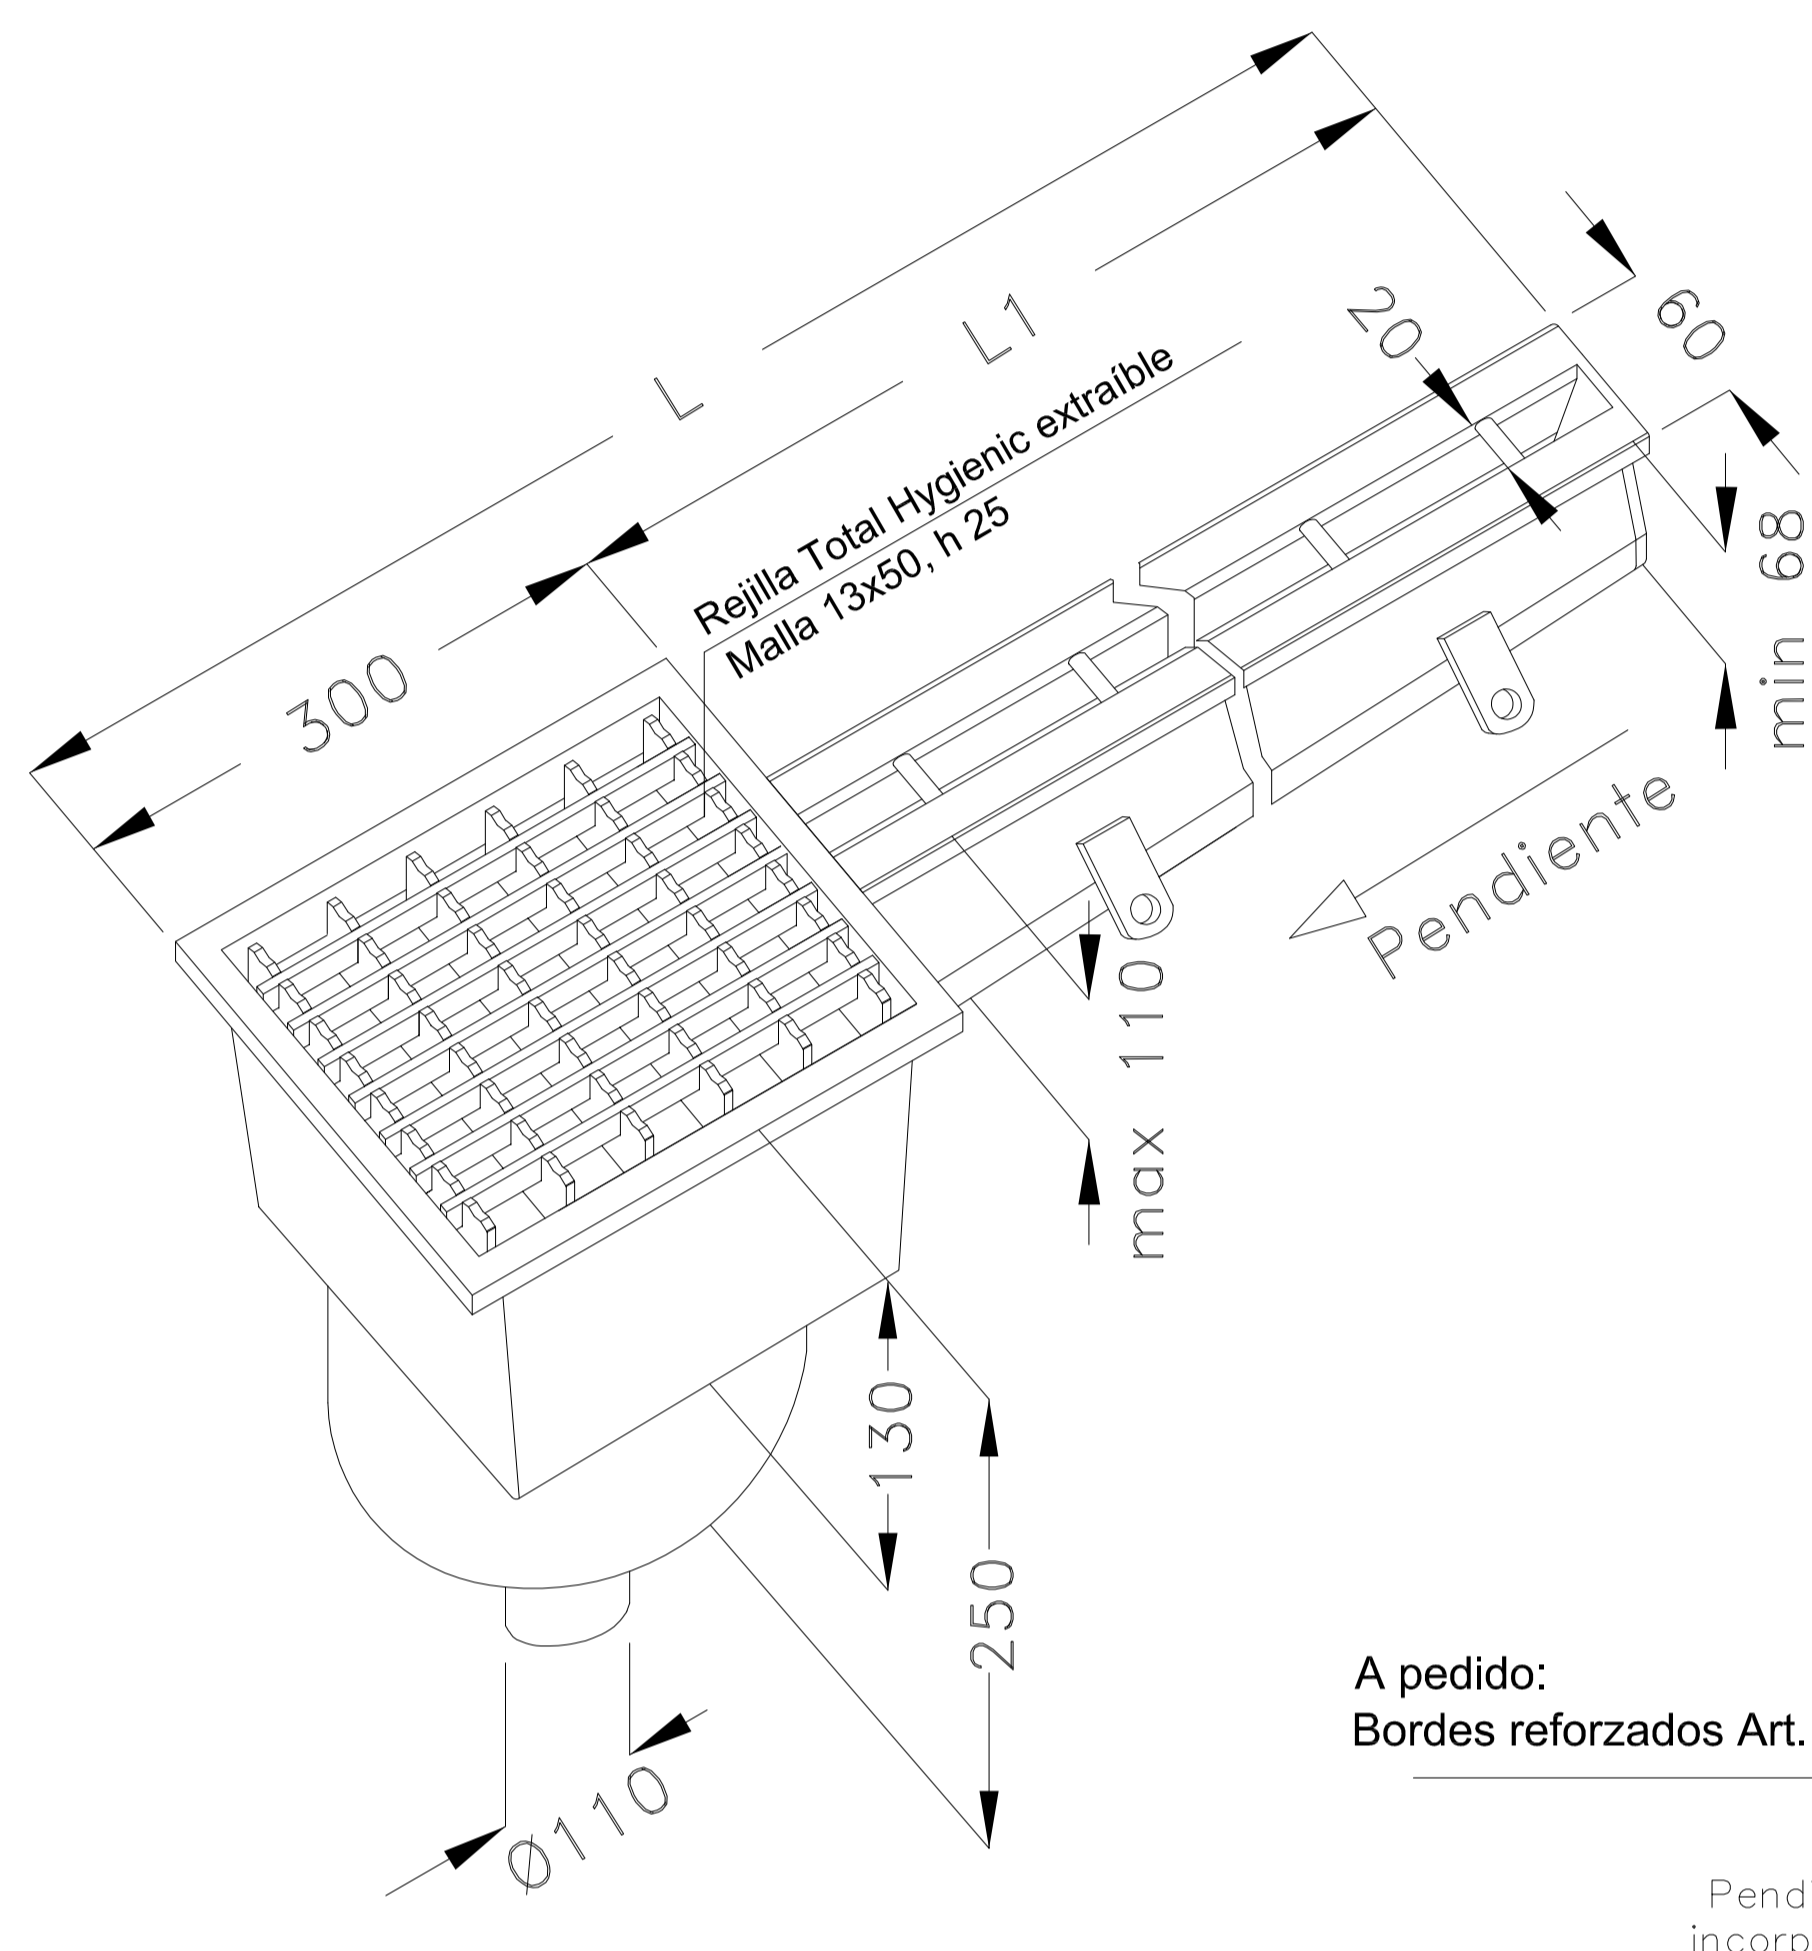 L
L1
300
Rejilla Total Hygienic extraíble
Malla 13x50, h 25
20
60
min 68
Pendiente
max 110
130
250
Ø110
A pedido:
Bordes reforzados Art.